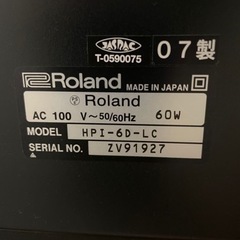 JASRAC
T-0590075
07製
Roland
MADE IN JAPAN
Roland
AC 100 V~50/60Hz 60W
MODEL HPI-6D-LC
SERIAL NO. ZV91927